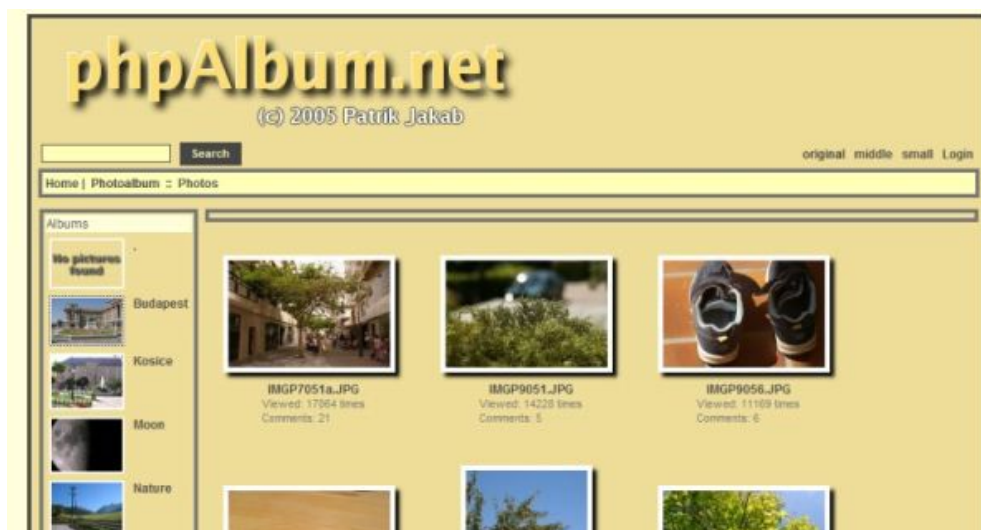 phpAlbum.net
(c) 2005 Patrik Jakab
Search
original middle small Login
Home | Photoalbum :: Photos
Albums
No pictures found
.
Budapest
Kosice
Moon
Nature
IMGP7051a.JPG
Viewed: 17064 times
Comments: 21
IMGP9051.JPG
Viewed: 14228 times
Comments: 5
IMGP9056.JPG
Viewed: 11169 times
Comments: 6